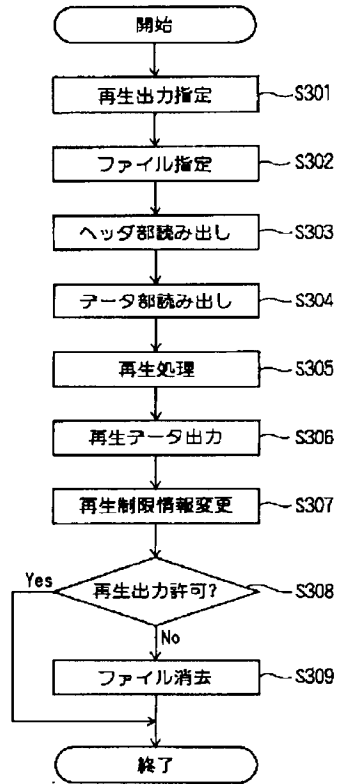 開始
再生出力指定 S301
ファイル指定 S302
ヘッダ部読み出し S303
データ部読み出し S304
再生処理 S305
再生データ出力 S306
再生制限情報変更 S307
再生出力許可? S308
Yes
No
ファイル消去 S309
終了